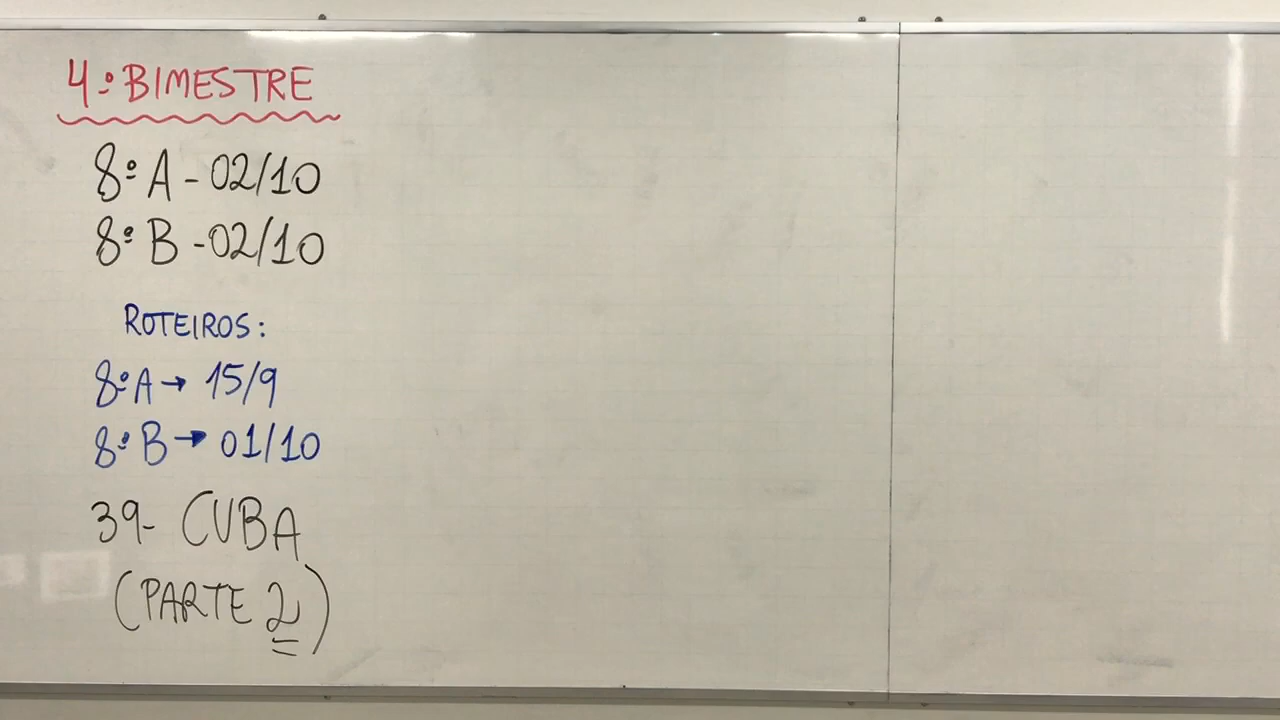 4º BIMESTRE
8º A - 02/10
8º B - 02/10
ROTEIROS:
8º A → 15/9
8º B → 01/10
39- CUBA
(PARTE 2)